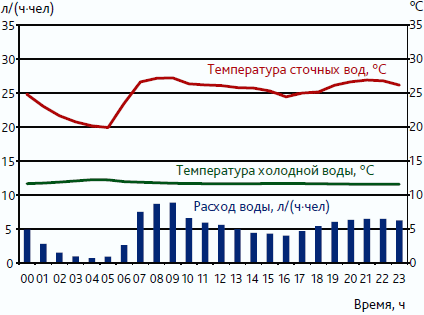 л/(ч·чел)
°С
35 35
30 30
Температура сточных вод, °С
25 25
20 20
15 15
Температура холодной воды, °С
10 10
Расход воды, л/(ч·чел)
5 5
0 0
00 01 02 03 04 05 06 07 08 09 10 11 12 13 14 15 16 17 18 19 20 21 22 23
Время, ч